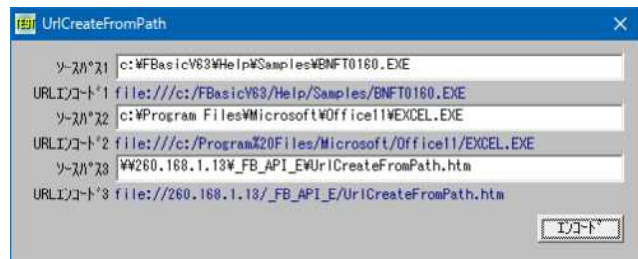 UrlCreateFromPath
ｿｰｽﾊﾟｽ1 c:¥FBasicV63¥Help¥Samples¥BNFT0160.EXE
URLｴﾝｺｰﾄﾞ1 file:///c:/FBasicV63/Help/Samples/BNFT0160.EXE
ｿｰｽﾊﾟｽ2 c:¥Program Files¥Microsoft¥Office11¥EXCEL.EXE
URLｴﾝｺｰﾄﾞ2 file:///c:/Program%20Files/Microsoft/Office11/EXCEL.EXE
ｿｰｽﾊﾟｽ3 ¥¥260.168.1.13¥_FB_API_E¥UrlCreateFromPath.htm
URLｴﾝｺｰﾄﾞ3 file://260.168.1.13/_FB_API_E/UrlCreateFromPath.htm
ｴﾝｺｰﾄﾞ